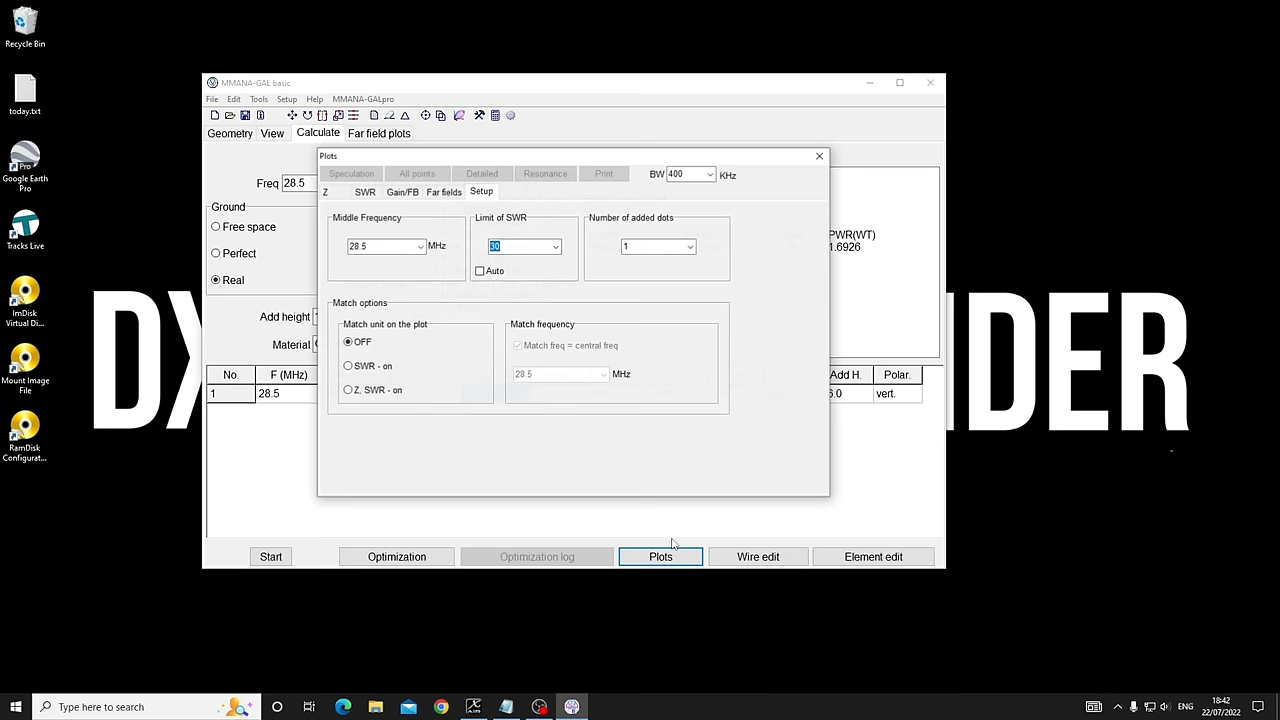 Recycle Bin
today.txt
Pro
Google Earth
Pro
Tracks Live
ImDisk
Virtual Di...
Mount Image
File
RamDisk
Configurat...
MMANA-GAL basic
File Edit Tools Setup Help MMANA-GALpro
Geometry View Calculate Far field plots
Freq 28.5
Ground
Free space
Perfect
Real
Add height
Material
PWR(WT)
1.6926
No. F (MHz) Add H. Polar.
1 28.5 6.0 vert.
Start Optimization Optimization log Plots Wire edit Element edit
Plots
Speculation All points Detailed Resonance Print BW 400 KHz
Z SWR Gain/FB Far fields Setup
Middle Frequency Limit of SWR Number of added dots
28.5 MHz 30 1
Auto
Match options
Match unit on the plot Match frequency
OFF Match freq = central freq
SWR - on 28.5 MHz
Z, SWR - on
DX
NDER
Type here to search
ENG
18:42
22/07/2022